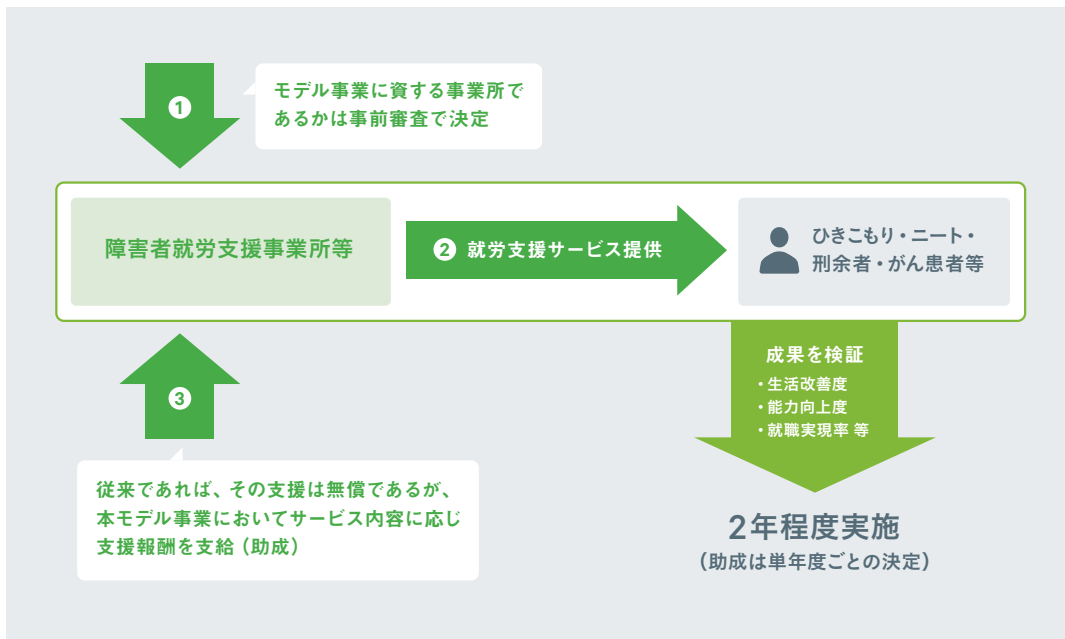 1
モデル事業に資する事業所で
あるかは事前審査で決定
障害者就労支援事業所等
2 就労支援サービス提供
ひきこもり・ニート・
刑余者・がん患者等
3
従来であれば、その支援は無償であるが、
本モデル事業においてサービス内容に応じ
支援報酬を支給（助成）
成果を検証
・生活改善度
・能力向上度
・就職実現率 等
2年程度実施
（助成は単年度ごとの決定）